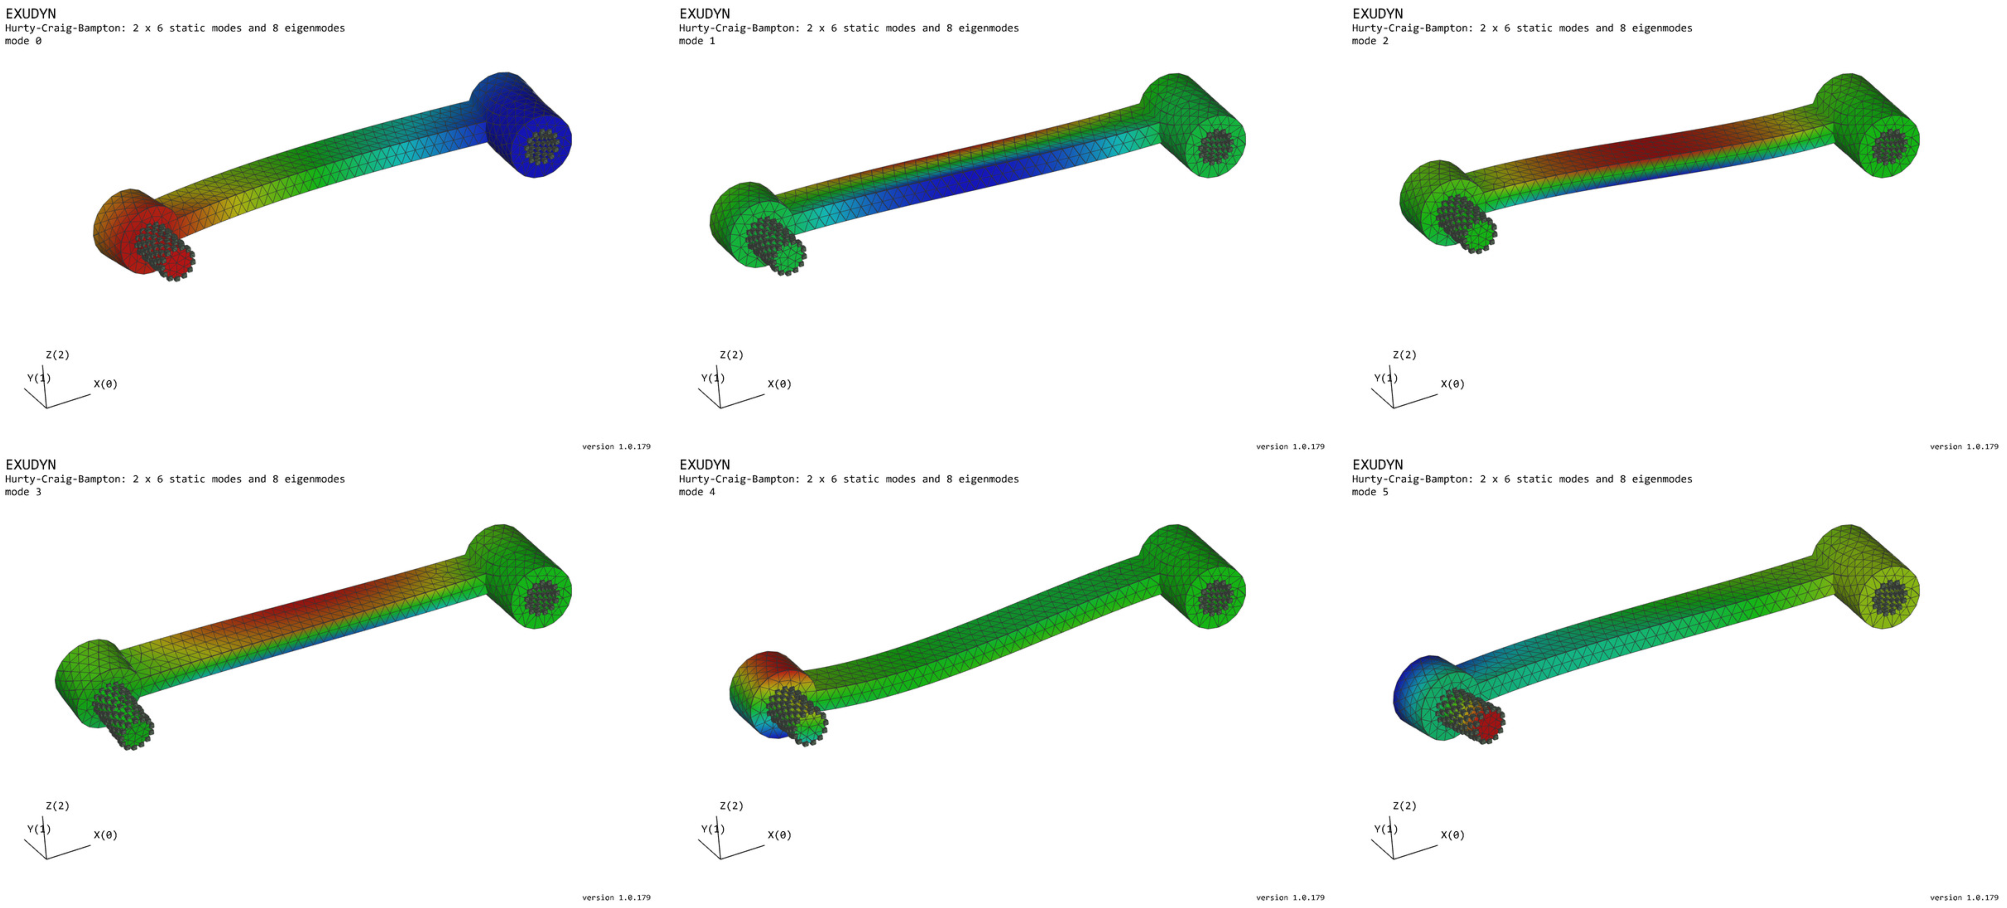 EXUDYN
Hurty-Craig-Bampton: 2 x 6 static modes and 8 eigenmodes
mode 0
Z(2)
Y(1)
X(0)
version 1.0.179
EXUDYN
Hurty-Craig-Bampton: 2 x 6 static modes and 8 eigenmodes
mode 1
Z(2)
Y(1)
X(0)
version 1.0.179
EXUDYN
Hurty-Craig-Bampton: 2 x 6 static modes and 8 eigenmodes
mode 2
Z(2)
Y(1)
X(0)
version 1.0.179
EXUDYN
Hurty-Craig-Bampton: 2 x 6 static modes and 8 eigenmodes
mode 3
Z(2)
Y(1)
X(0)
version 1.0.179
EXUDYN
Hurty-Craig-Bampton: 2 x 6 static modes and 8 eigenmodes
mode 4
Z(2)
Y(1)
X(0)
version 1.0.179
EXUDYN
Hurty-Craig-Bampton: 2 x 6 static modes and 8 eigenmodes
mode 5
Z(2)
Y(1)
X(0)
version 1.0.179